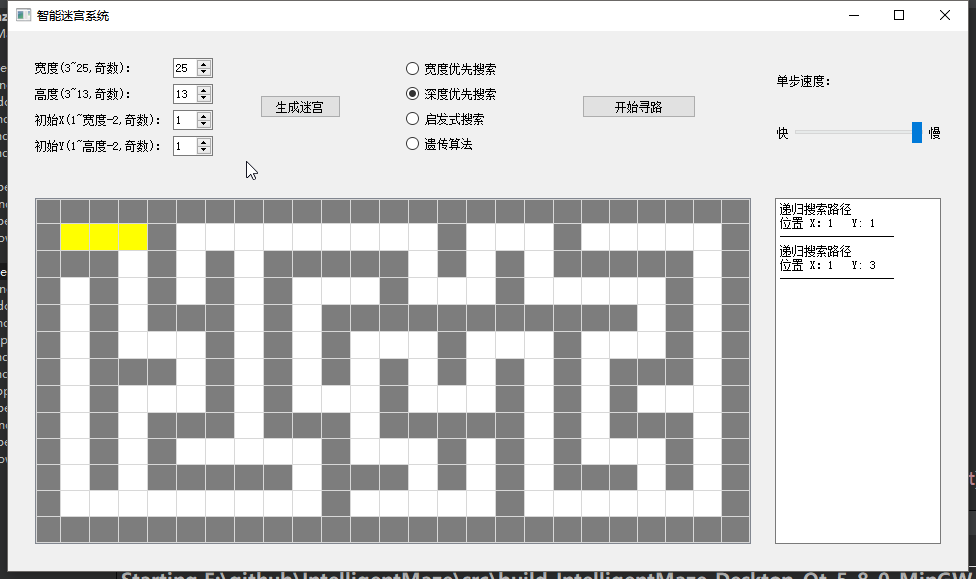 智能迷宫系统
宽度(3~25,奇数):
25
高度(3~13,奇数):
13
初始X(1~宽度-2,奇数):
1
初始Y(1~高度-2,奇数):
1
生成迷宫
宽度优先搜索
深度优先搜索
启发式搜索
遗传算法
开始寻路
单步速度:
快
慢
递归搜索路径
位置 X: 1 Y: 1
递归搜索路径
位置 X: 1 Y: 3